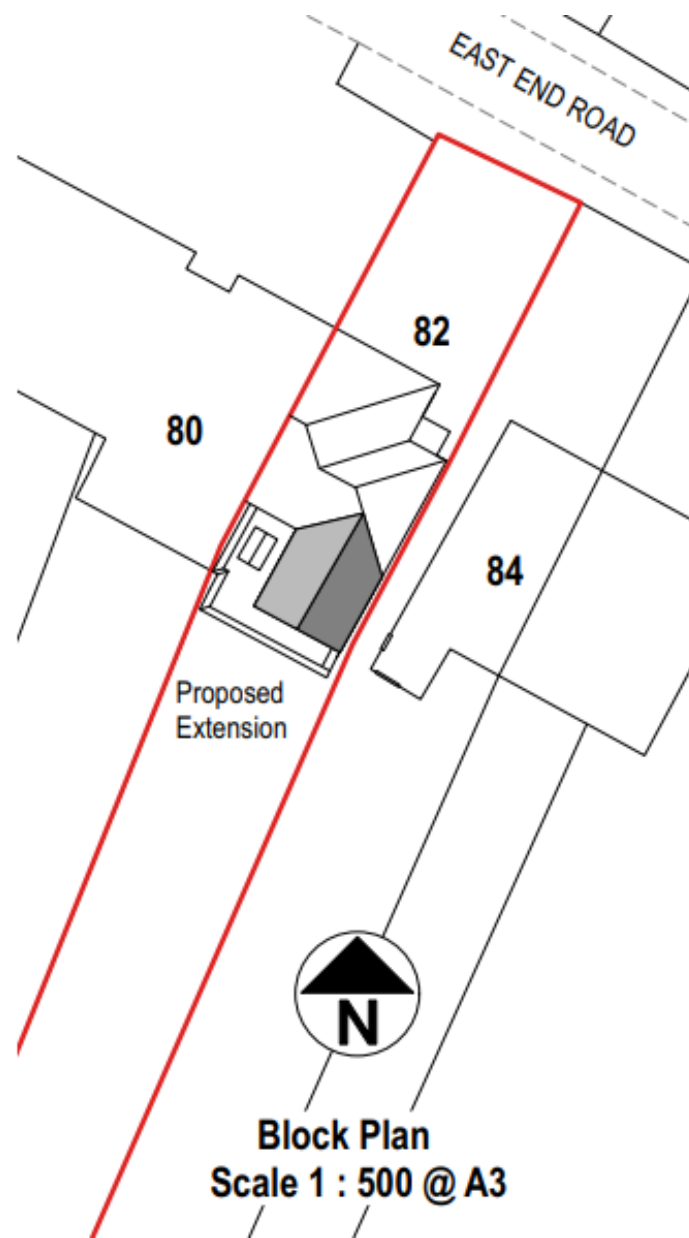 EAST END ROAD
82
80
84
Proposed
Extension
N
Block Plan
Scale 1 : 500 @ A3